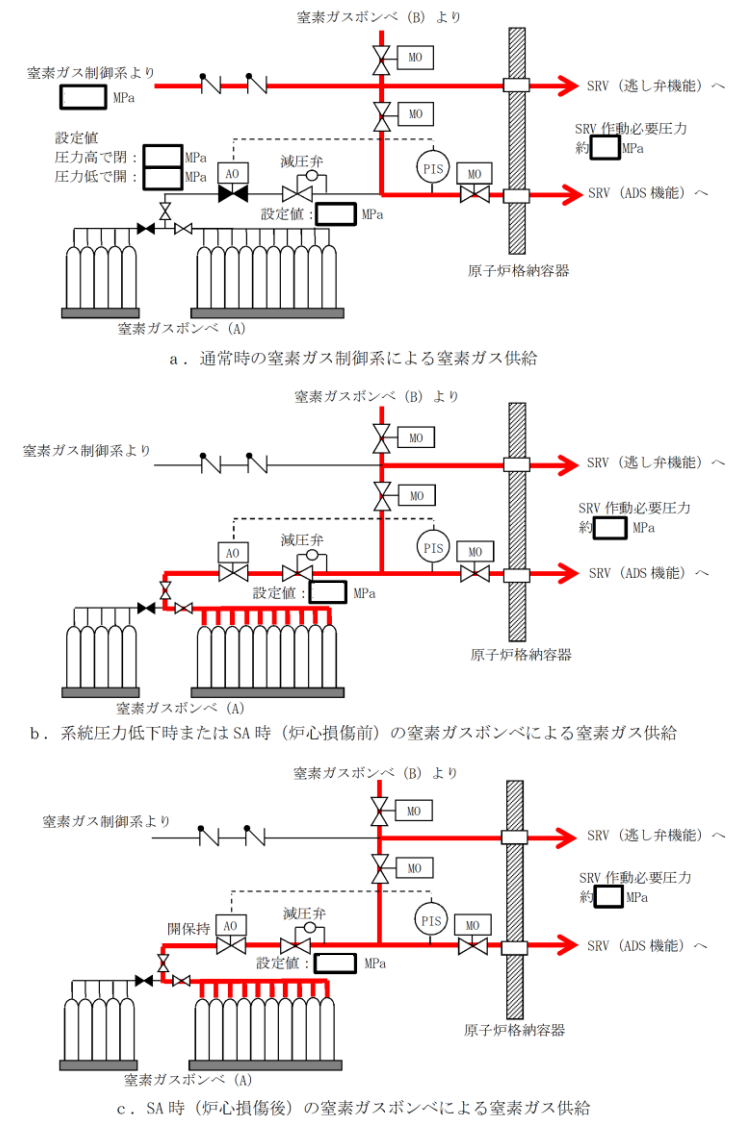 窒素ガスボンベ (B) より
MO
窒素ガス制御系より
MPa
SRV (逃し弁機能) へ
MO
SRV 作動必要圧力
約 MPa
設定値
圧力高で閉: MPa
圧力低で開: MPa
AO
減圧弁
PIS
MO
設定値: MPa
SRV (ADS 機能) へ
原子炉格納容器
窒素ガスボンベ (A)
a. 通常時の窒素ガス制御系による窒素ガス供給
窒素ガスボンベ (B) より
MO
窒素ガス制御系より
SRV (逃し弁機能) へ
MO
SRV 作動必要圧力
約 MPa
AO
減圧弁
PIS
MO
設定値: MPa
SRV (ADS 機能) へ
原子炉格納容器
窒素ガスボンベ (A)
b. 系統圧力低下時または SA 時 (炉心損傷前) の窒素ガスボンベによる窒素ガス供給
窒素ガスボンベ (B) より
MO
窒素ガス制御系より
SRV (逃し弁機能) へ
MO
SRV 作動必要圧力
約 MPa
開保持
AO
減圧弁
PIS
MO
設定値: MPa
SRV (ADS 機能) へ
原子炉格納容器
窒素ガスボンベ (A)
c. SA 時 (炉心損傷後) の窒素ガスボンベによる窒素ガス供給